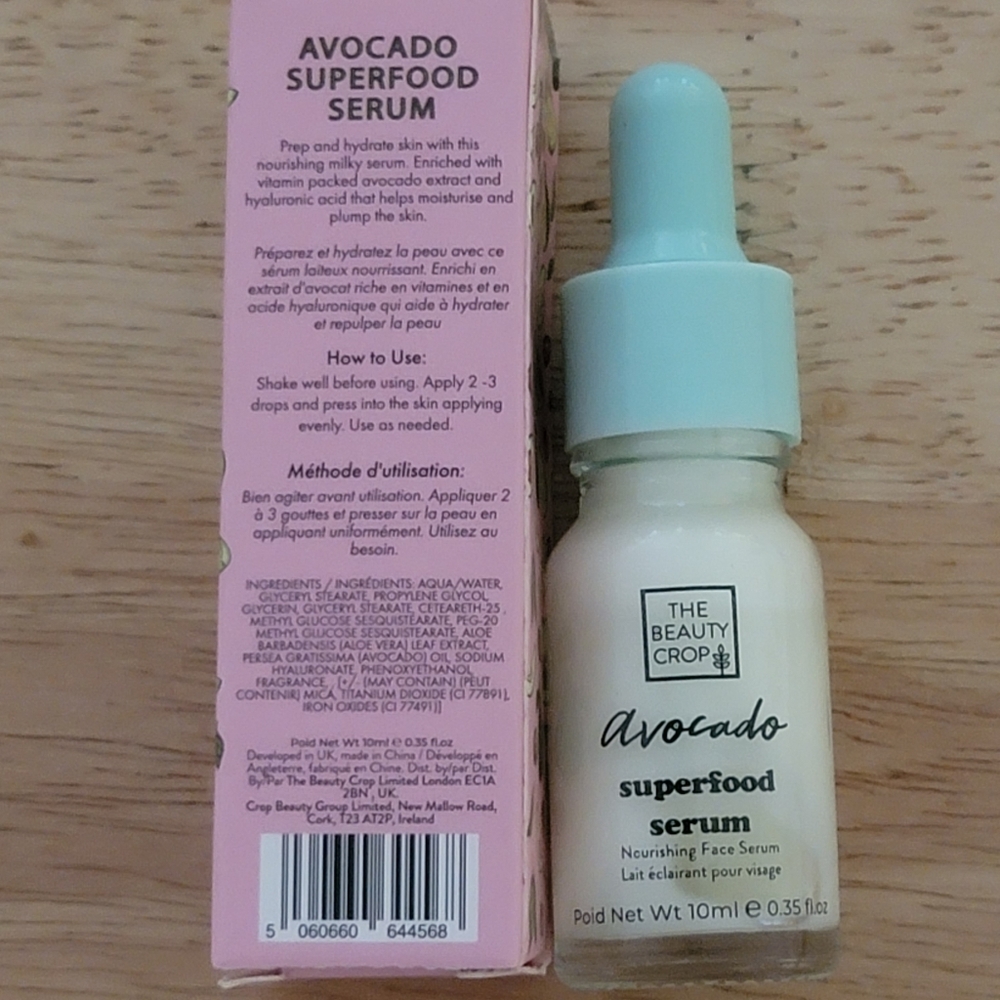 AVOCADO
SUPERFOOD
SERUM
Prep and hydrate skin with this
nourishing milky serum. Enriched with
vitamin packed avocado extract and
hyaluronic acid that helps moisturise and
plump the skin.
Préparez et hydratez la peau avec ce
sérum laiteux nourrissant. Enrichi en
extrait d'avocat riche en vitamines et en
acide hyaluronique qui aide à hydrater
et repulper la peau
How to Use:
Shake well before using. Apply 2 -3
drops and press into the skin applying
evenly. Use as needed.
Méthode d'utilisation:
Bien agiter avant utilisation. Appliquer 2
à 3 gouttes et presser sur la peau en
appliquant uniformément. Utilisez au
besoin.
INGREDIENTS / INGRÉDIENTS: AQUA/WATER,
GLYCERYL STEARATE, PROPYLENE GLYCOL,
GLYCERIN, GLYCERYL STEARATE, CETEARETH-25 ,
METHYL GLUCOSE SESQUISTEARATE, PEG-20
METHYL GLUCOSE SESQUISTEARATE, ALOE
BARBADENSIS (ALOE VERA) LEAF EXTRACT,
PERSEA GRATISSIMA (AVOCADO) OIL, SODIUM
HYALURONATE, PHENOXYETHANOL,
FRAGRANCE, , [+/- (MAY CONTAIN) (PEUT
CONTENIR) MICA, TITANIUM DIOXIDE (CI 77891),
IRON OXIDES (CI 77491)]
Poid Net Wt 10ml e 0.35 fl.oz
Developed in UK, made in China / Développé en
Angleterre, fabriqué en Chine. Dist. by/par Dist.
By/Par The Beauty Crop Limited London EC1A
2BN , UK.
Crop Beauty Group Limited, New Mallow Road,
Cork, T23 AT2P, Ireland
5 060660 644568
THE
BEAUTY
CROP
avocado
superfood
serum
Nourishing Face Serum
Lait éclairant pour visage
Poid Net Wt 10ml e 0.35 fl.oz